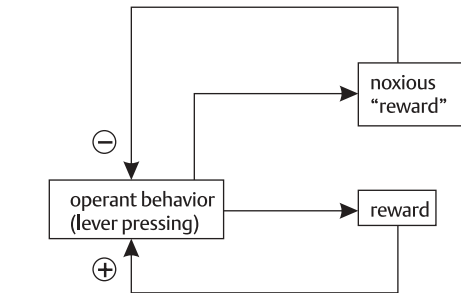 noxious
“reward”
−
operant behavior
(lever pressing)
reward
+